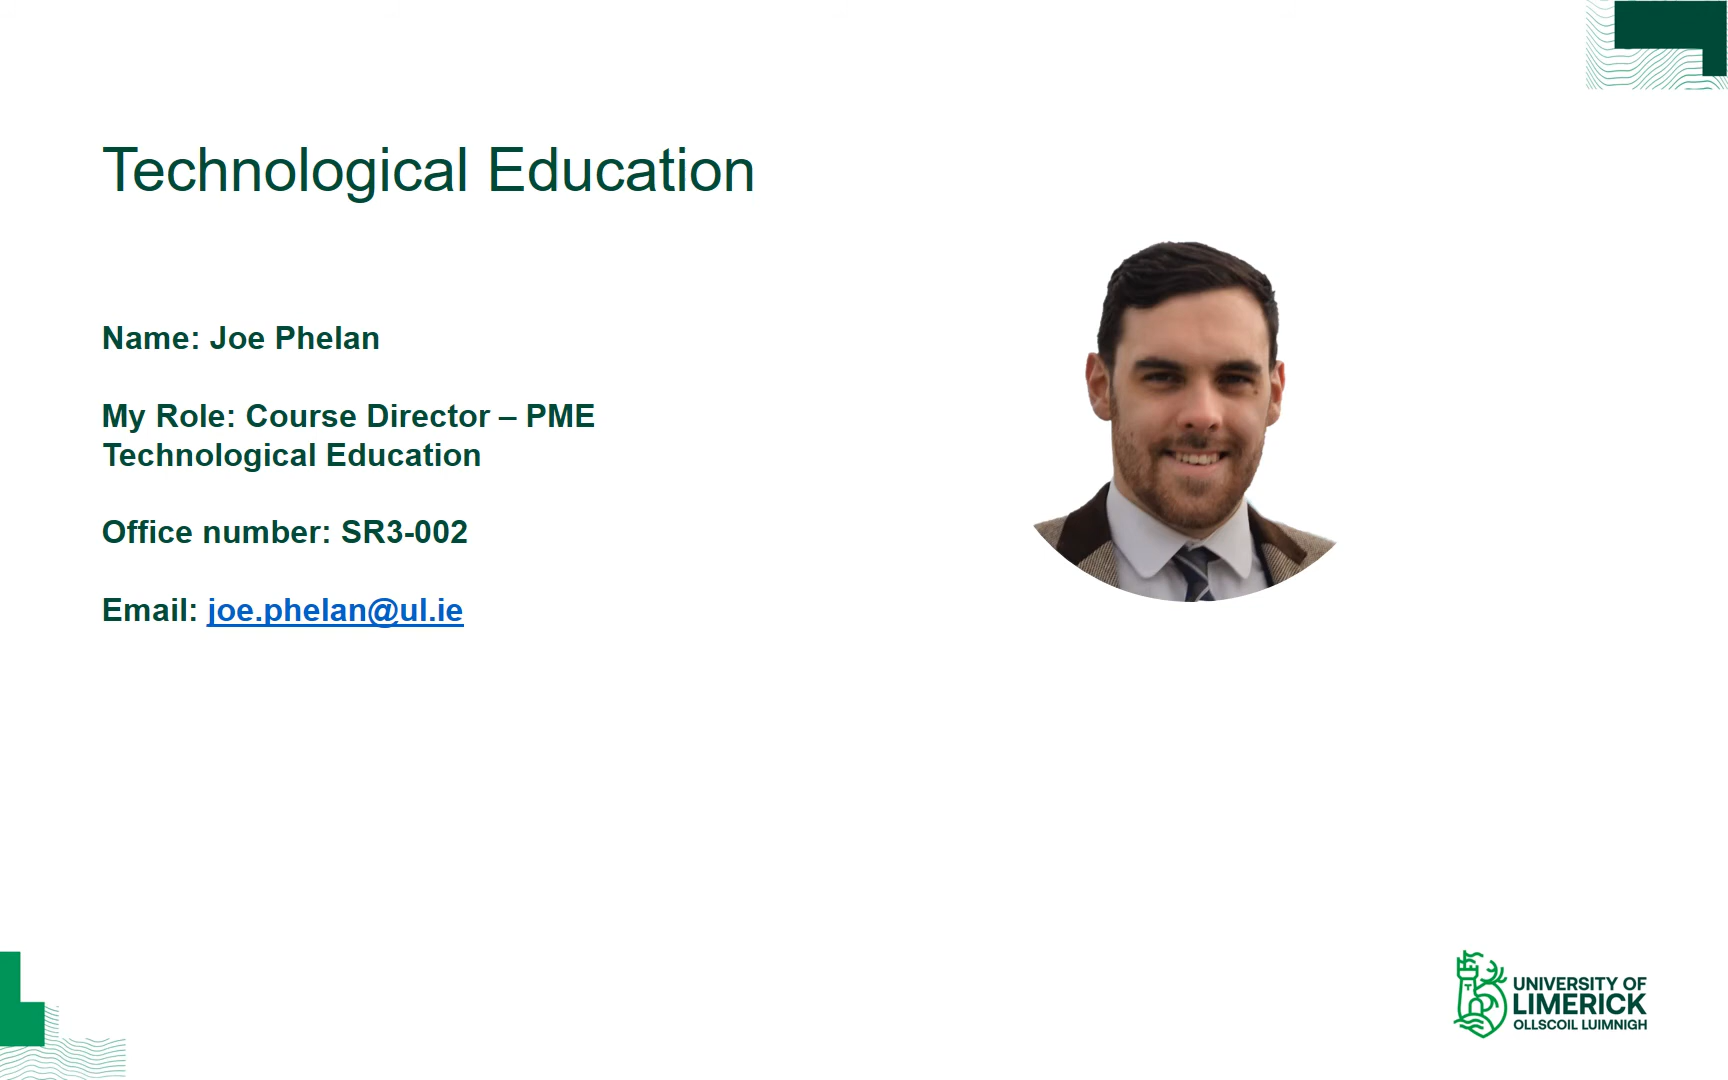 Technological Education
Name: Joe Phelan
My Role: Course Director – PME
Technological Education
Office number: SR3-002
Email: joe.phelan@ul.ie
UNIVERSITY OF
LIMERICK
OLLSCOIL LUIMNIGH